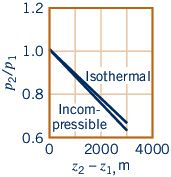 1.2
1.0
0.8
0.6
p₂/p₁
Isothermal
Incom-
pressible
0 2000 4000
z₂ – z₁, m